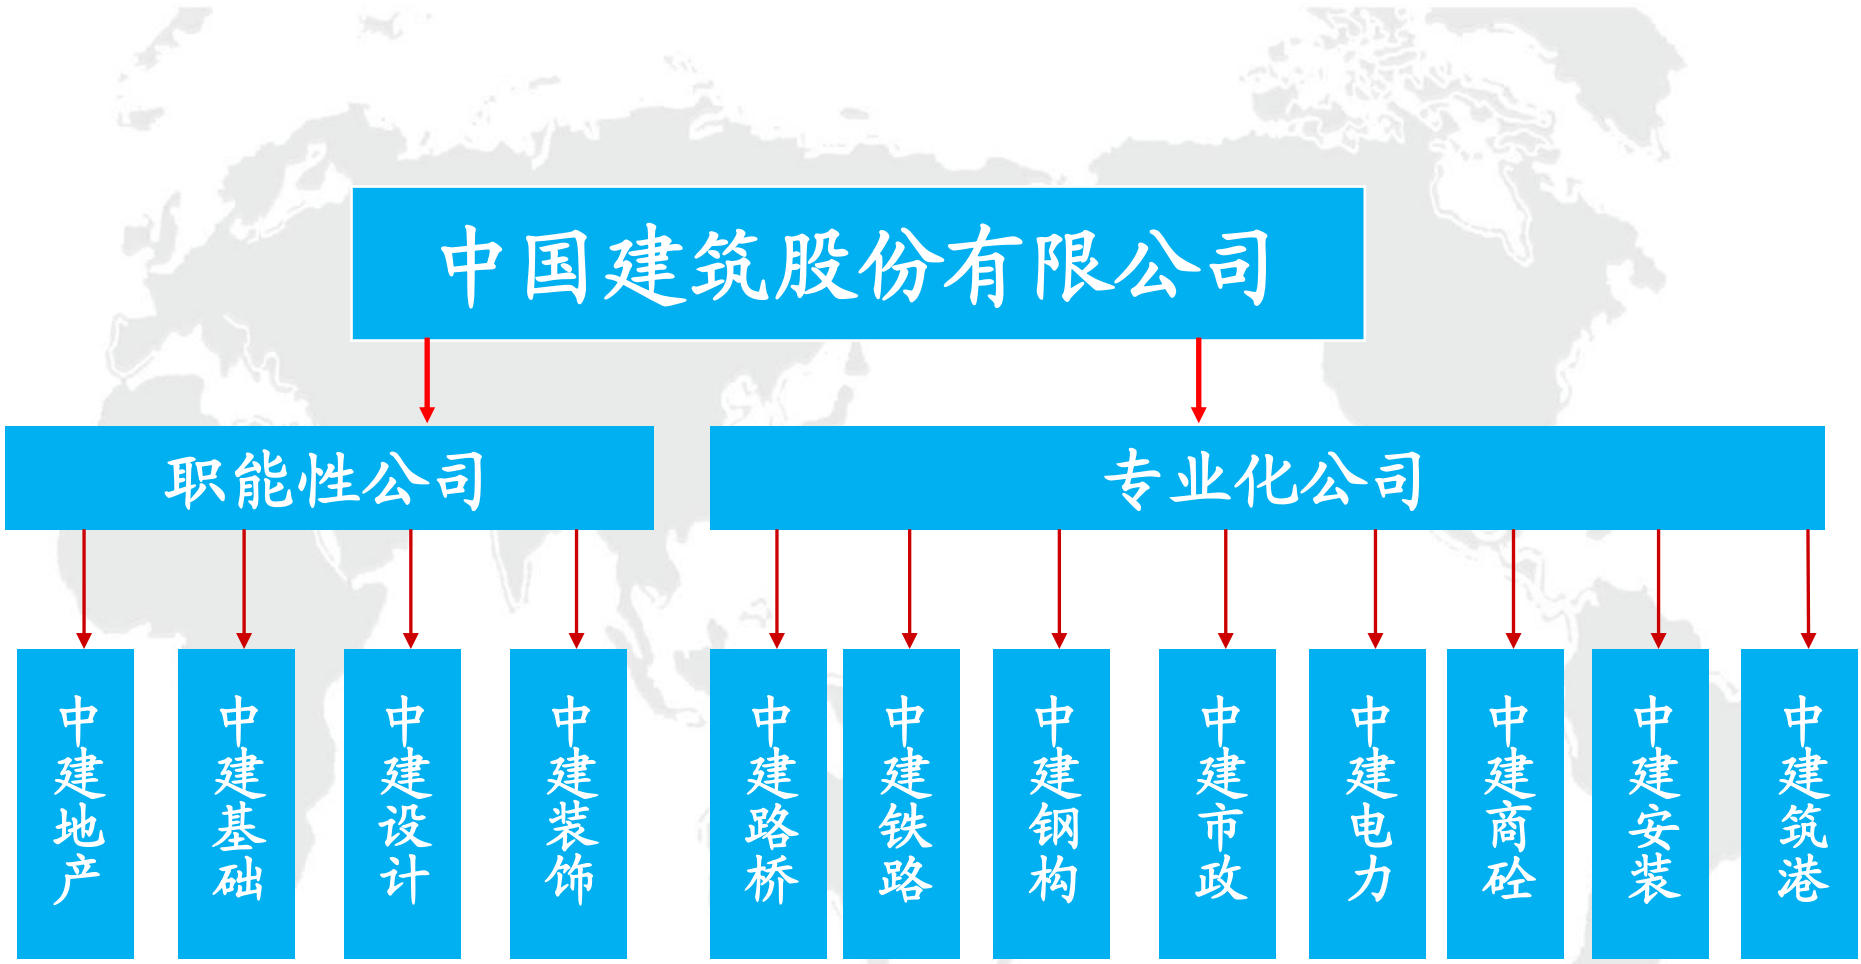 中国建筑股份有限公司
职能性公司
专业化公司
中建地产
中建基础
中建设计
中建装饰
中建路桥
中建铁路
中建钢构
中建市政
中建电力
中建商砼
中建安装
中建筑港